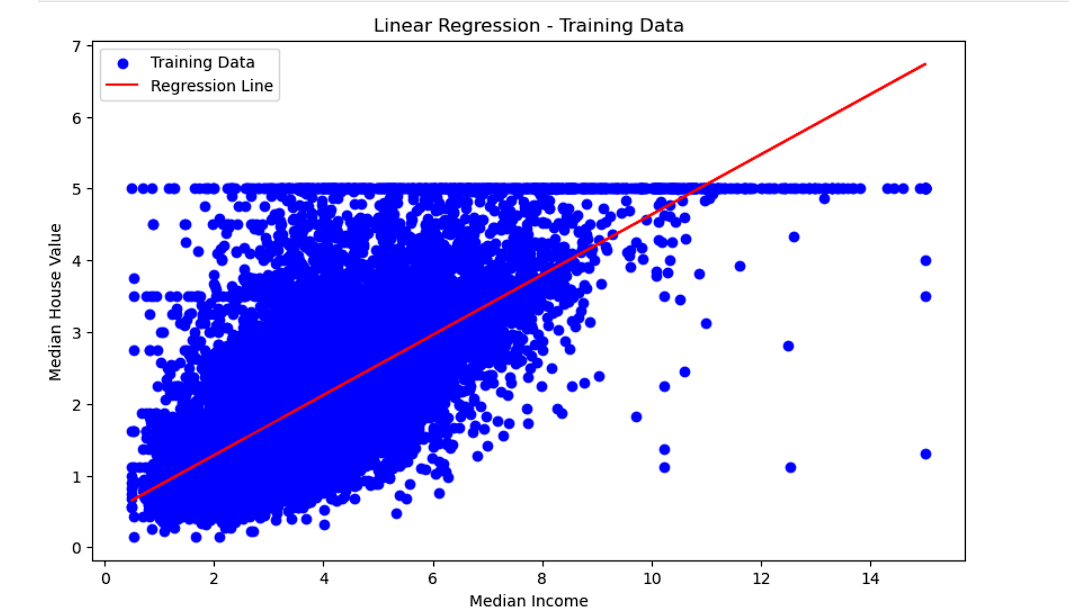 Linear Regression - Training Data
Training Data
Regression Line
7
6
5
4
3
2
1
0
Median House Value
0 2 4 6 8 10 12 14
Median Income